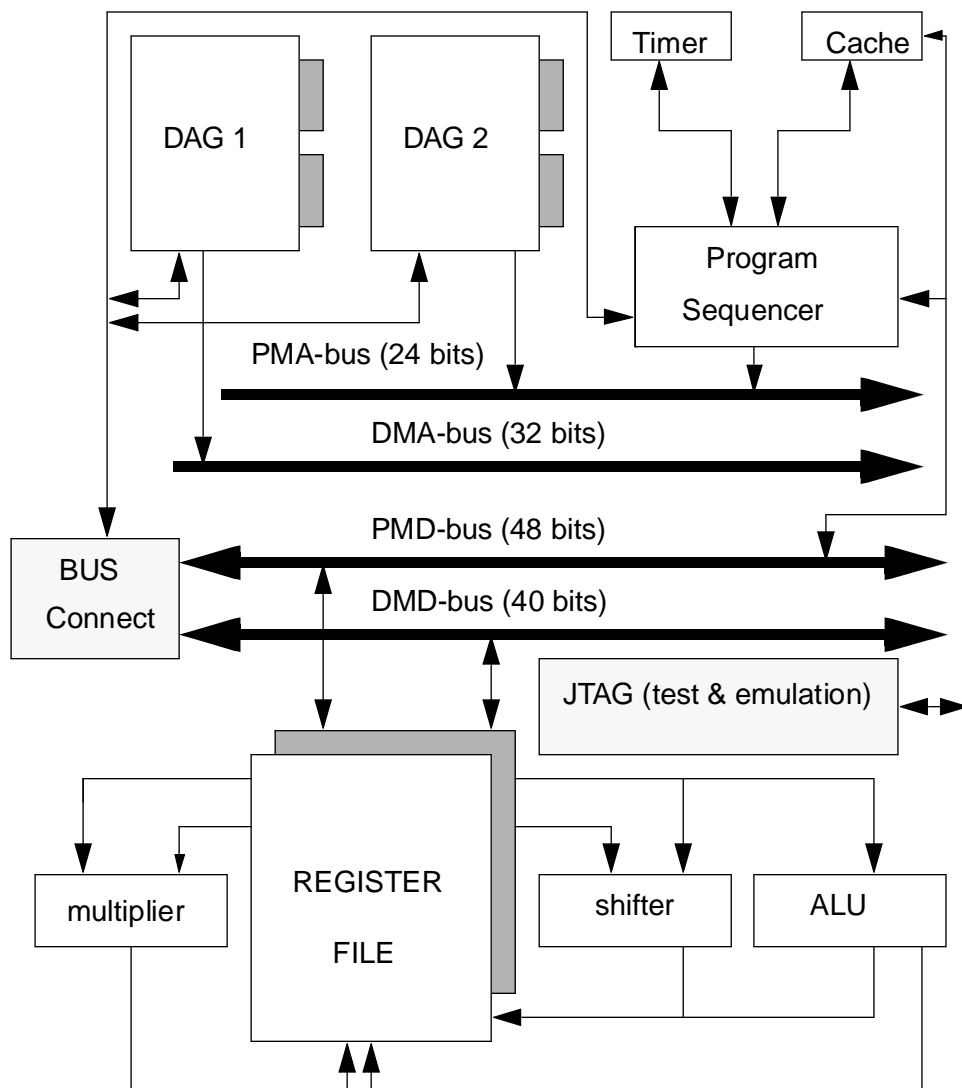 Timer
Cache
DAG 1
DAG 2
Program
Sequencer
PMA-bus (24 bits)
DMA-bus (32 bits)
PMD-bus (48 bits)
BUS
Connect
DMD-bus (40 bits)
JTAG (test & emulation)
REGISTER
FILE
multiplier
shifter
ALU